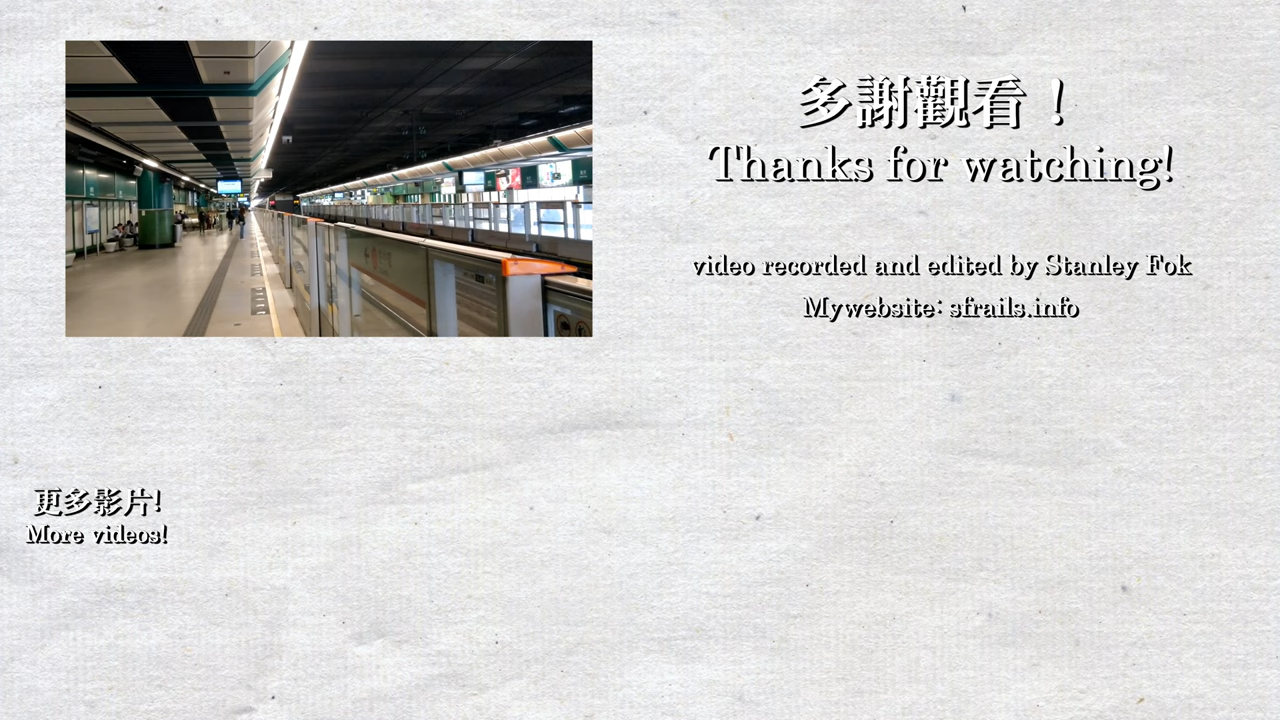 多謝觀看！
Thanks for watching!
video recorded and edited by Stanley Fok
Mywebsite: sfrails.info
更多影片!
More videos!